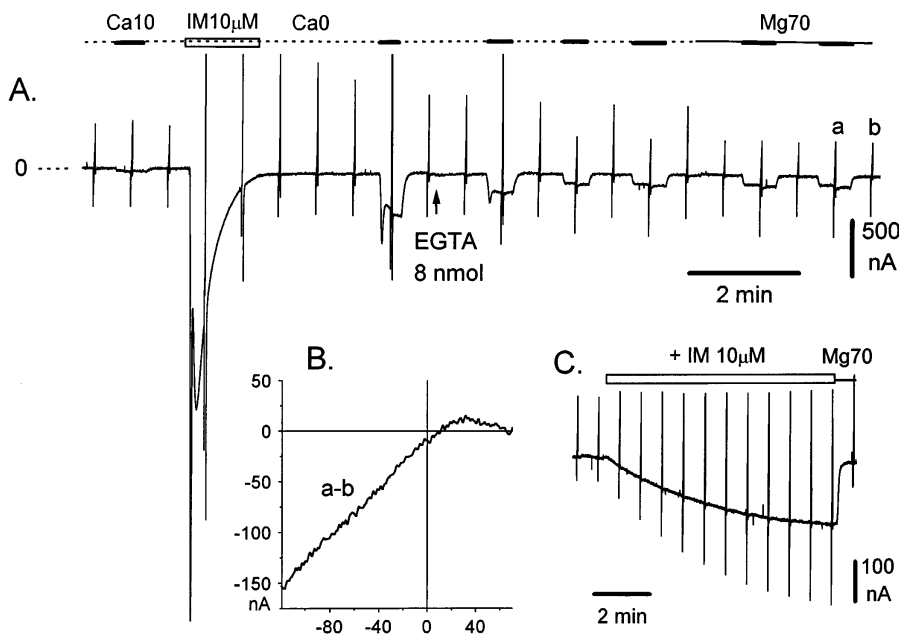 Ca10 IM10μM Ca0 Mg70
A.
a b
0
EGTA
8 nmol
500
nA
2 min
B.
50
0
-50
-100
-150
nA
a-b
-80 -40 0 40
C.
+ IM 10μM Mg70
100
nA
2 min